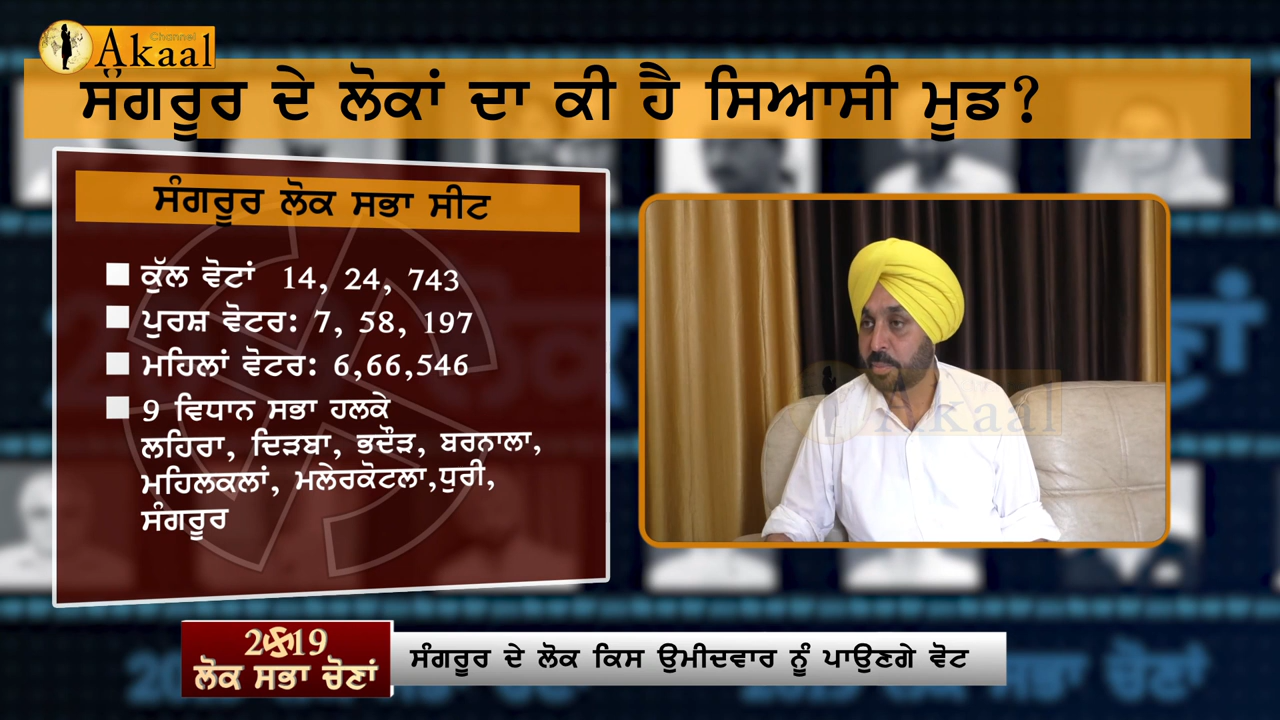 Channel
Akaal
ਸੰਗਰੂਰ ਦੇ ਲੋਕਾਂ ਦਾ ਕੀ ਹੈ ਸਿਆਸੀ ਮੂਡ?
ਸੰਗਰੂਰ ਲੋਕ ਸਭਾ ਸੀਟ
ਕੁੱਲ ਵੋਟਾਂ 14, 24, 743
ਪੁਰਸ਼ ਵੋਟਰ: 7, 58, 197
ਮਹਿਲਾਂ ਵੋਟਰ: 6,66,546
9 ਵਿਧਾਨ ਸਭਾ ਹਲਕੇ
ਲਹਿਰਾ, ਦਿੜਬਾ, ਭਦੌੜ, ਬਰਨਾਲਾ,
ਮਹਿਲਕਲਾਂ, ਮਲੇਰਕੋਟਲਾ,ਧੁਰੀ,
ਸੰਗਰੂਰ
Akaal
2019
ਲੋਕ ਸਭਾ ਚੋਣਾਂ
ਸੰਗਰੂਰ ਦੇ ਲੋਕ ਕਿਸ ਉਮੀਦਵਾਰ ਨੂੰ ਪਾਉਣਗੇ ਵੋਟ